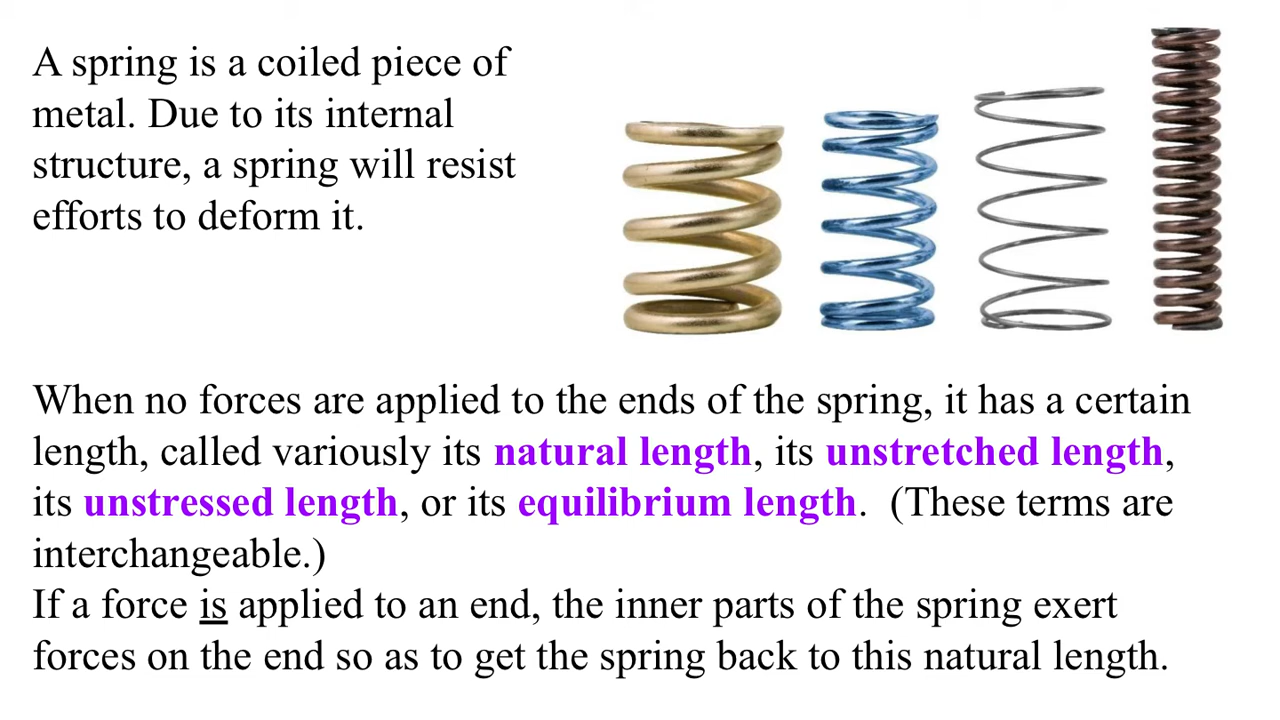 A spring is a coiled piece of
metal. Due to its internal
structure, a spring will resist
efforts to deform it.
When no forces are applied to the ends of the spring, it has a certain
length, called variously its natural length, its unstretched length,
its unstressed length, or its equilibrium length.  (These terms are
interchangeable.)
If a force is applied to an end, the inner parts of the spring exert
forces on the end so as to get the spring back to this natural length.